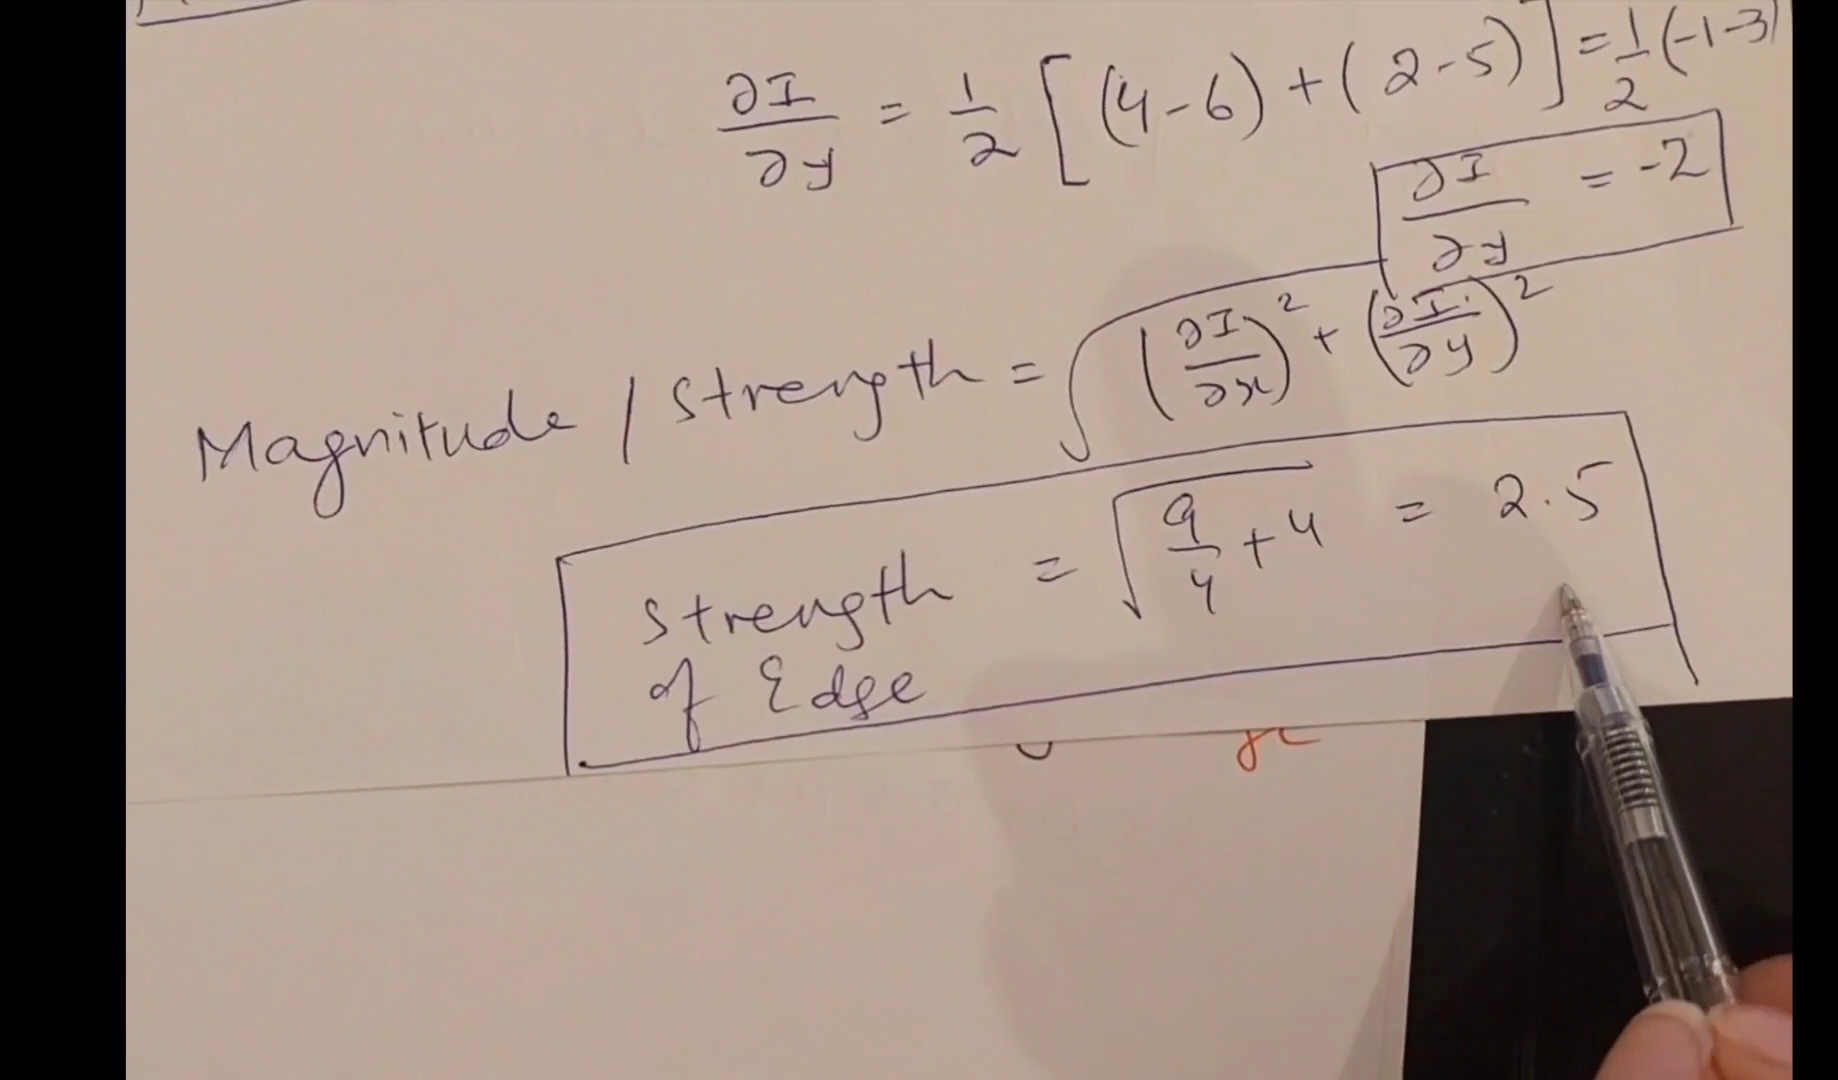 ∂I/∂y = 1/2 [(4-6) + (2-5)] = 1/2 (-1-3)
∂I/∂y = -2
Magnitude / Strength = √((∂I/∂x)² + (∂I/∂y)²)
Strength of Edge = √(9/4 + 4) = 2.5